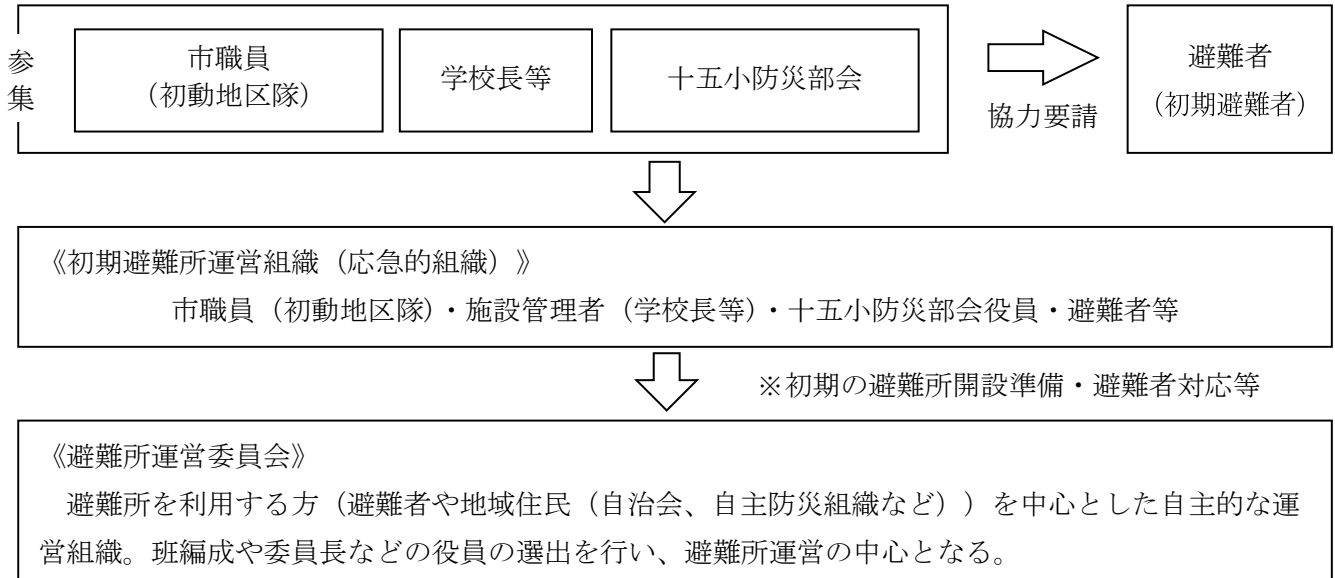 参集
市職員
（初動地区隊）
学校長等
十五小防災部会
協力要請
避難者
（初期避難者）
《初期避難所運営組織（応急的組織）》
市職員（初動地区隊）・施設管理者（学校長等）・十五小防災部会役員・避難者等
※初期の避難所開設準備・避難者対応等
《避難所運営委員会》
避難所を利用する方（避難者や地域住民（自治会、自主防災組織など））を中心とした自主的な運
営組織。班編成や委員長などの役員の選出を行い、避難所運営の中心となる。